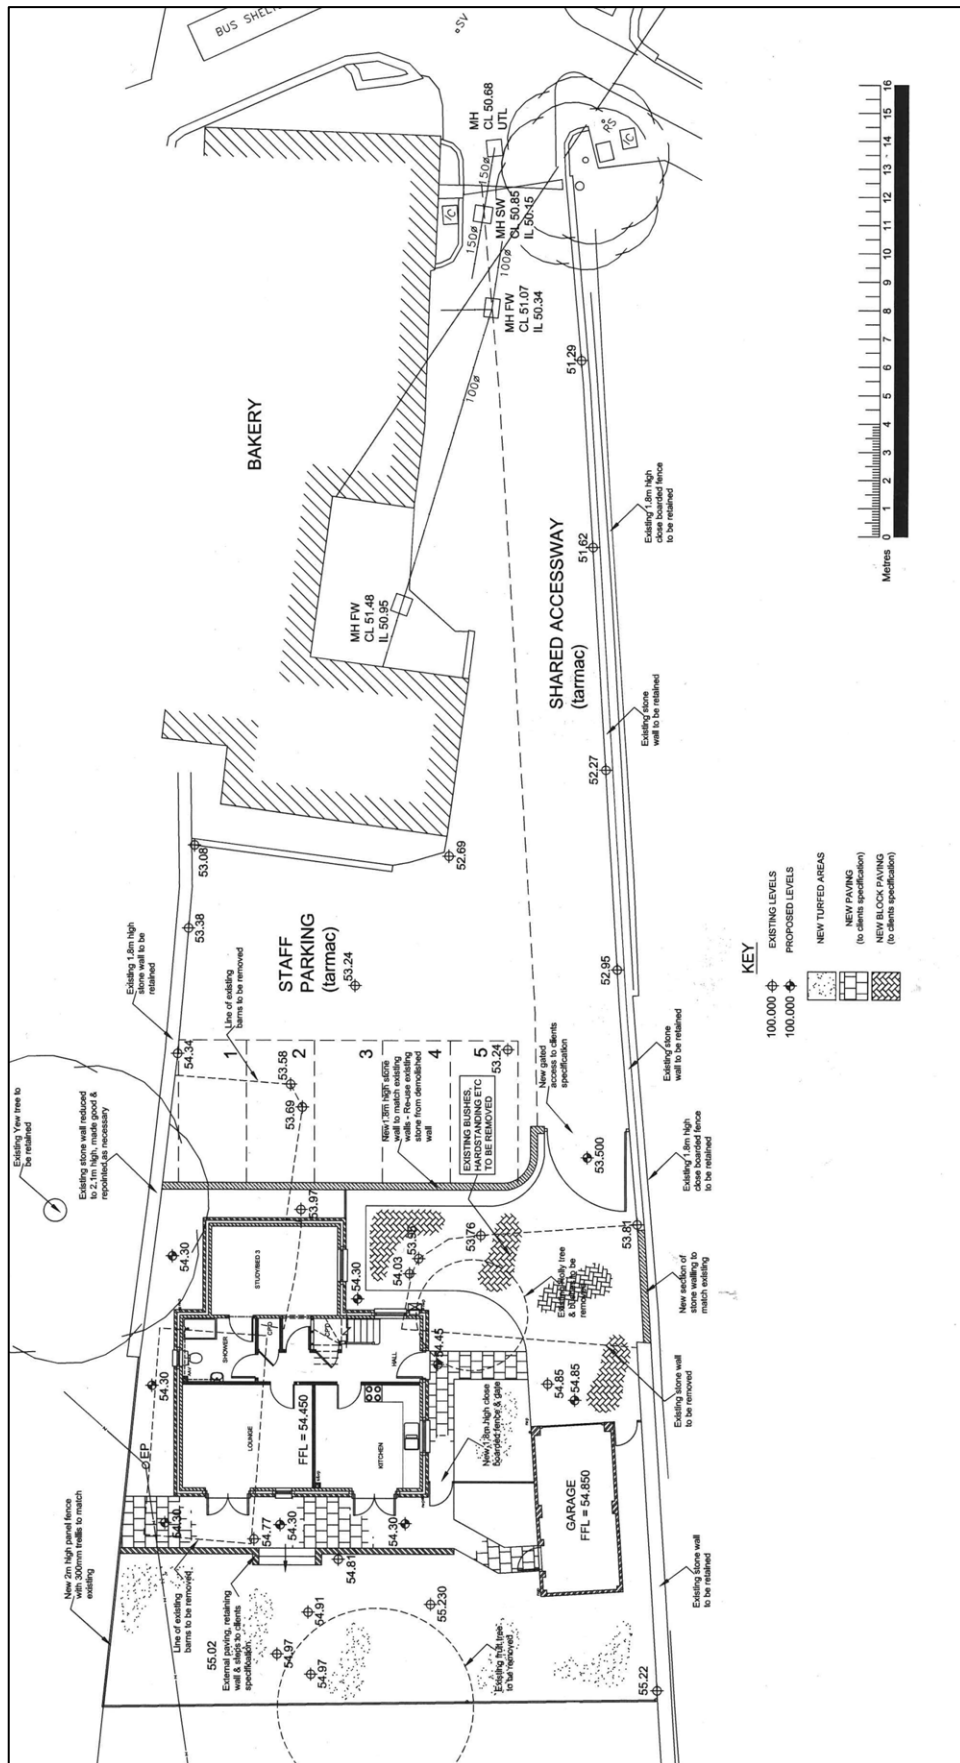 BUS SHELTER
SV
MH
CL 50.68
UTL
150ø
RS
I/C
I/C
MH SW
CL 50.85
IL 50.15
150ø
100ø
MH FW
CL 51.07
IL 50.34
51.29
100ø
BAKERY
Existing 1.8m high
close boarded fence
to be retained
51.62
MH FW
CL 51.48
IL 50.95
SHARED ACCESSWAY
(tarmac)
Existing stone
wall to be retained
52.27
Metres
0 1 2 3 4 5 6 7 8 9 10 11 12 13 14 15 16
53.08
52.69
53.38
Existing 1.8m high
stone wall to be
retained
STAFF
PARKING
(tarmac)
53.24
52.95
Line of existing
barns to be removed
KEY
100.000 EXISTING LEVELS
100.000 PROPOSED LEVELS
NEW TURFED AREAS
NEW PAVING
(to clients specification)
NEW BLOCK PAVING
(to clients specification)
54.34
1
2
3
4
5
53.58
53.69
53.24
New 1.8m high stone
wall to match existing
walls - Re-use existing
stone from demolished
wall
EXISTING BUSHES,
HARDSTANDING ETC
TO BE REMOVED
New gated
access to clients
specification
Existing stone
wall to be retained
Existing Yew tree to
be retained
Existing stone wall reduced
to 2.1m high, made good &
repointed as necessary
53.500
Existing 1.8m high
close boarded fence
to be retained
53.97
54.30
53.76
53.81
STUDY/BED 3
54.03
53.96
54.30
Existing Holly tree
& bushes to be
removed
New section of
stone walling to
match existing
SHOWER
CPD
HALL
54.45
54.30
54.85
54.85
Existing stone wall
to be removed
EP
LOUNGE
FFL = 54.450
KITCHEN
New 1.8m high close
boarded fence & gate
GARAGE
FFL = 54.850
54.30
54.77
54.30
54.30
54.81
New 2m high panel fence
with 300mm trellis to match
existing
Line of existing
barns to be removed
55.02
External paving, retaining
wall & steps to clients
specification
54.91
54.97
54.97
55.230
Existing fruit tree
to be removed
Existing stone wall
to be retained
55.22